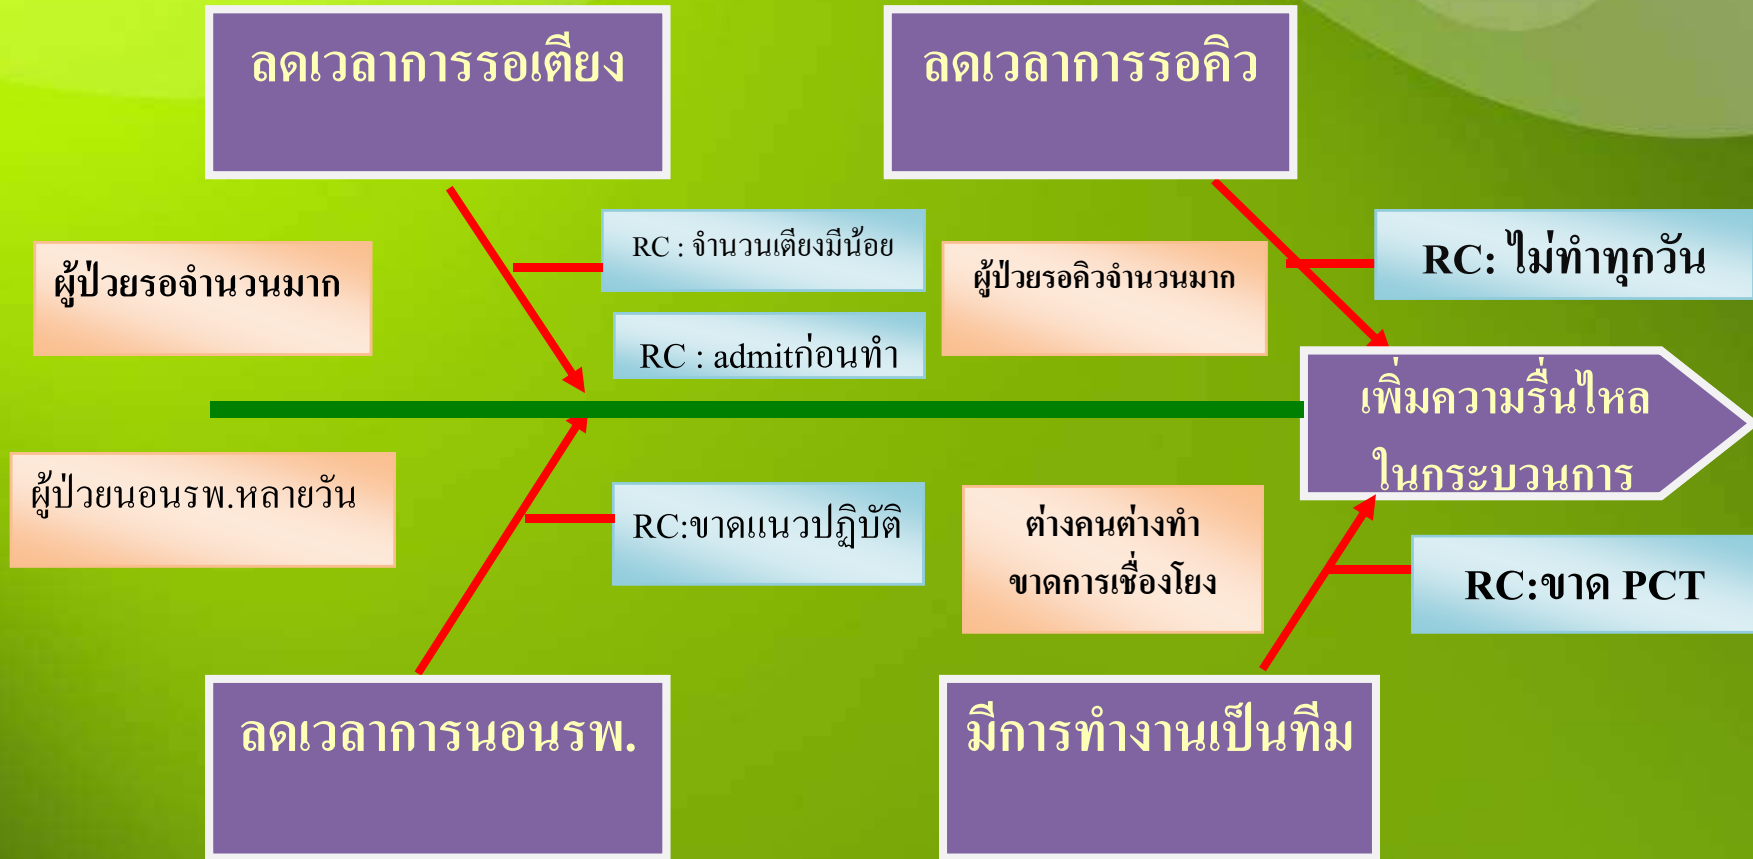 ลดเวลาการรอเตียง
ลดเวลาการรอคิว
RC : จำนวนเตียงมีน้อย
RC: ไม่ทำทุกวัน
ผู้ป่วยรอจำนวนมาก
ผู้ป่วยรอคิวจำนวนมาก
RC : admitก่อนทำ
เพิ่มความรื่นไหล
ในกระบวนการ
ผู้ป่วยนอนรพ.หลายวัน
RC:ขาดแนวปฏิบัติ
ต่างคนต่างทำ
ขาดการเชื่องโยง
RC:ขาด PCT
ลดเวลาการนอนรพ.
มีการทำงานเป็นทีม